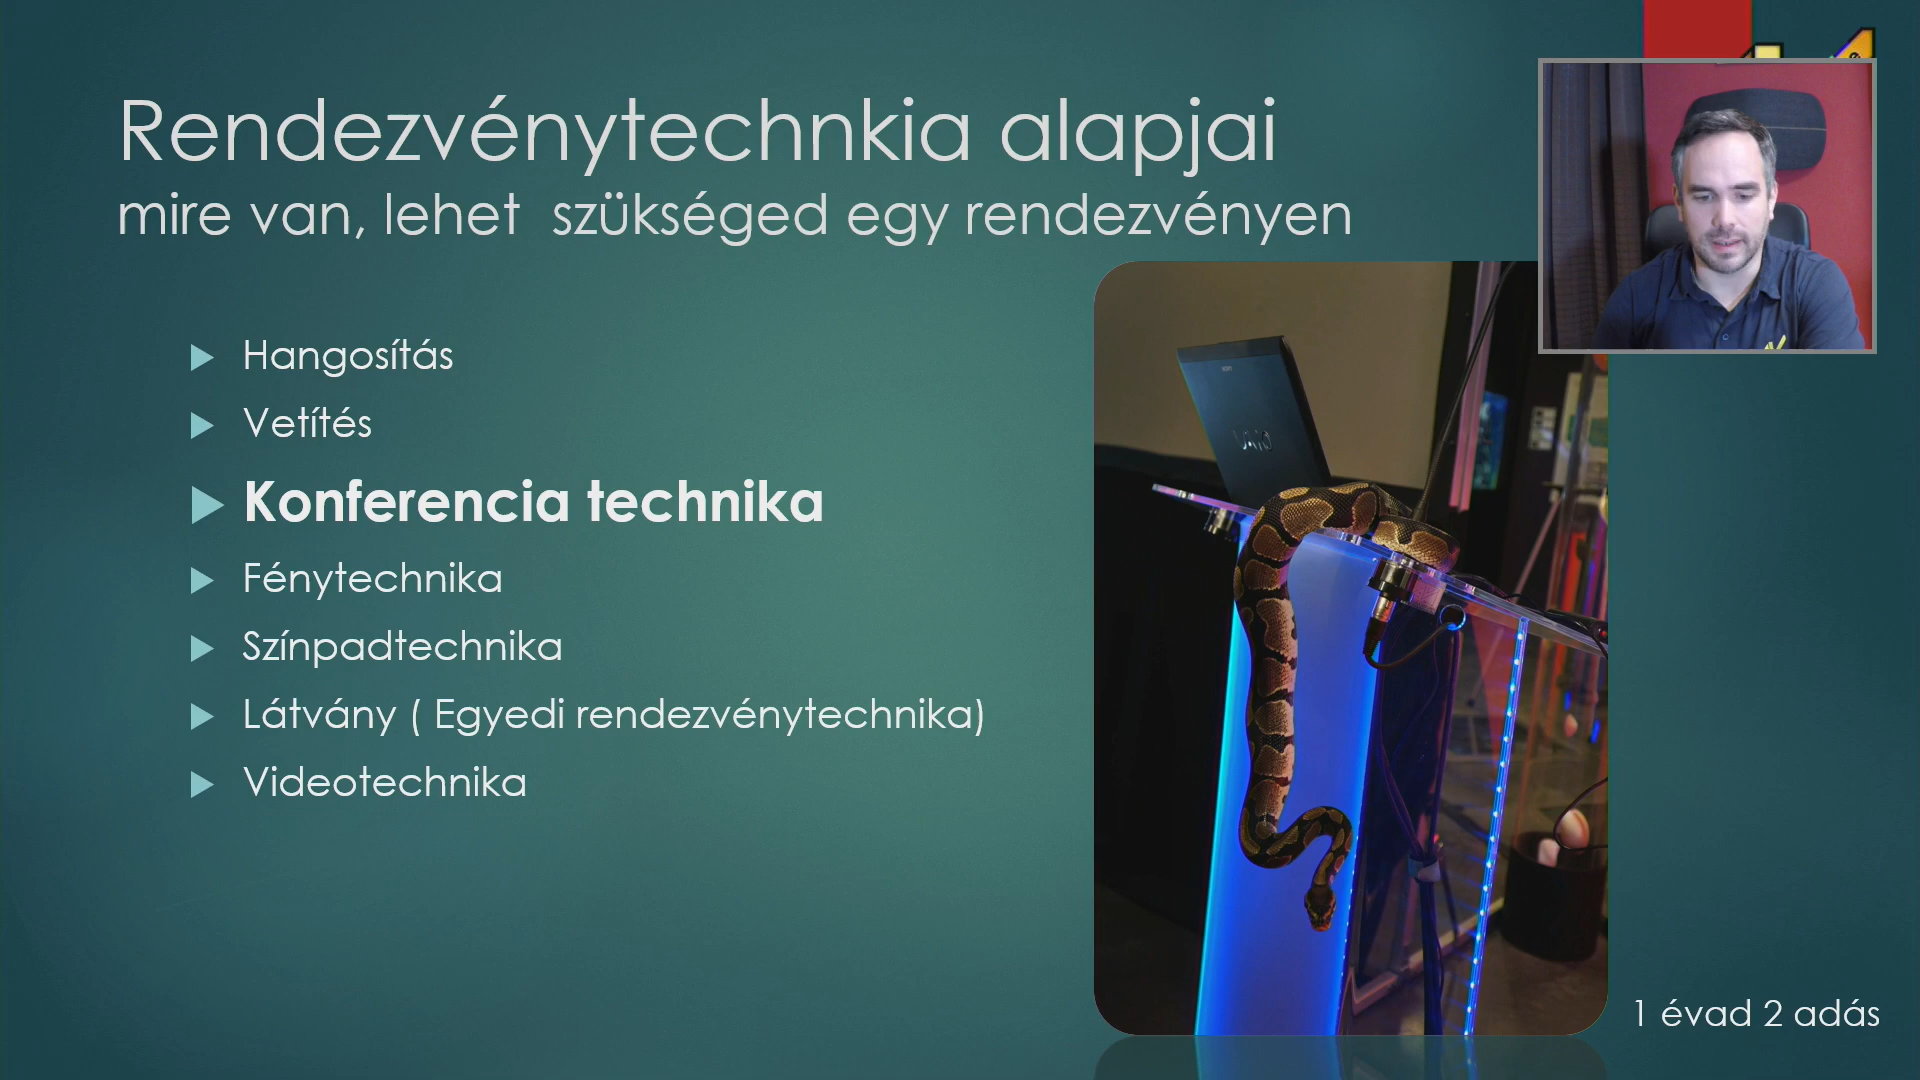 Rendezvénytechnkia alapjai
mire van, lehet szükséged egy rendezvényen
Hangosítás
Vetítés
Konferencia technika
Fénytechnika
Színpadtechnika
Látvány ( Egyedi rendezvénytechnika)
Videotechnika
VAIO
1 évad 2 adás